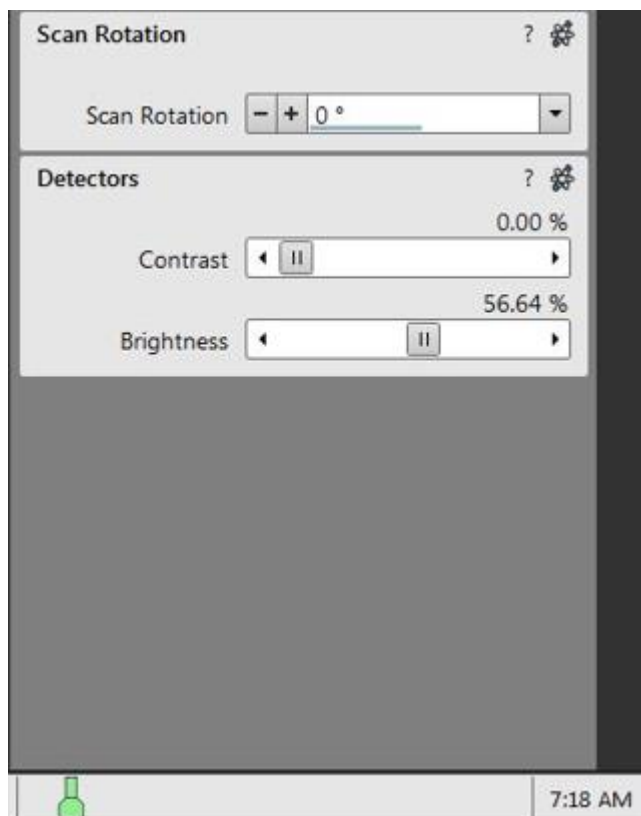 Scan Rotation ?
Scan Rotation - + 0 °
Detectors ?
0.00 %
Contrast
56.64 %
Brightness
7:18 AM